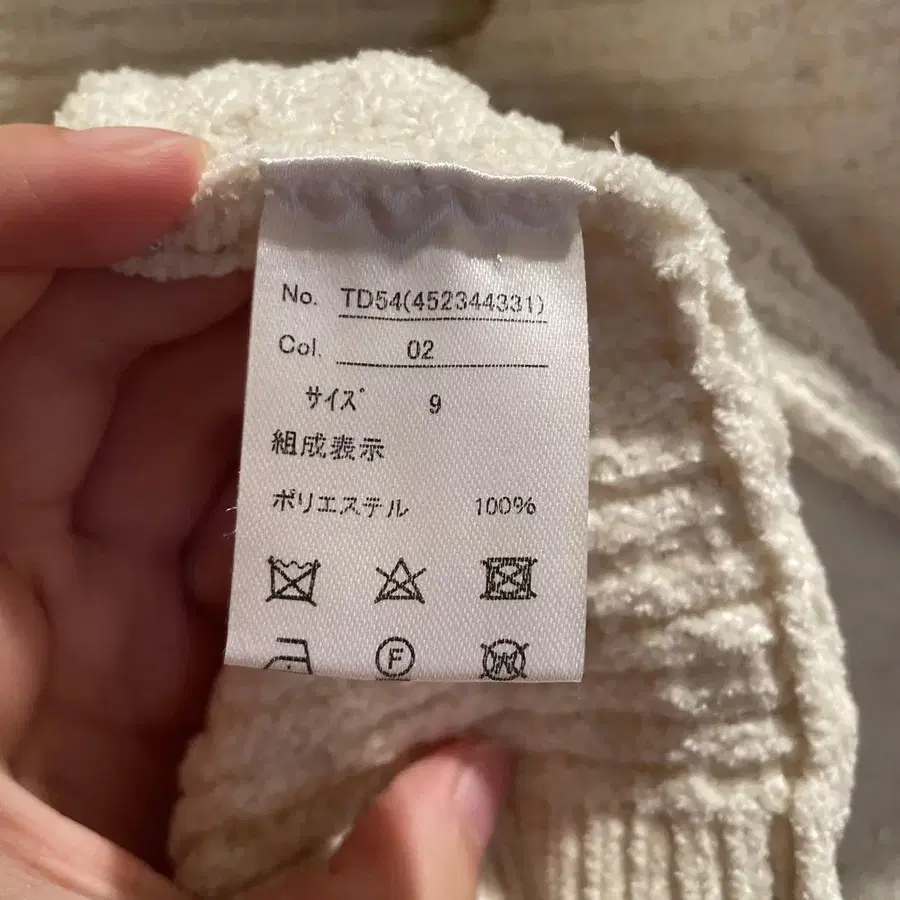 No. TD54(452344331)
Col. 02
サイズ 9
組成表示
ポリエステル 100%
F
W